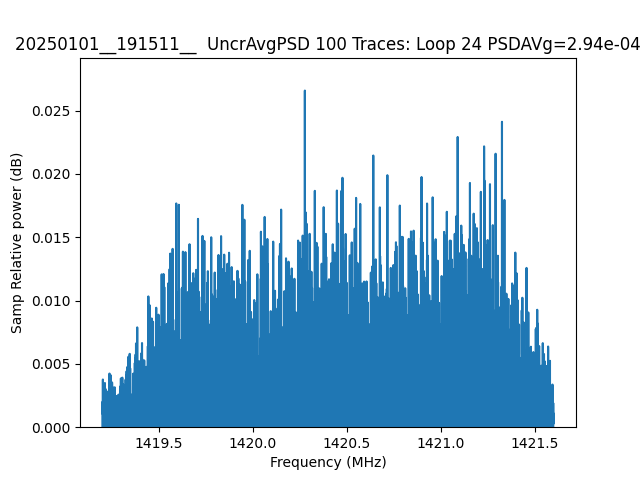 20250101__191511__ UncrAvgPSD 100 Traces: Loop 24 PSDAVg=2.94e-04
Samp Relative power (dB)
0.025
0.020
0.015
0.010
0.005
0.000
1419.5 1420.0 1420.5 1421.0 1421.5
Frequency (MHz)